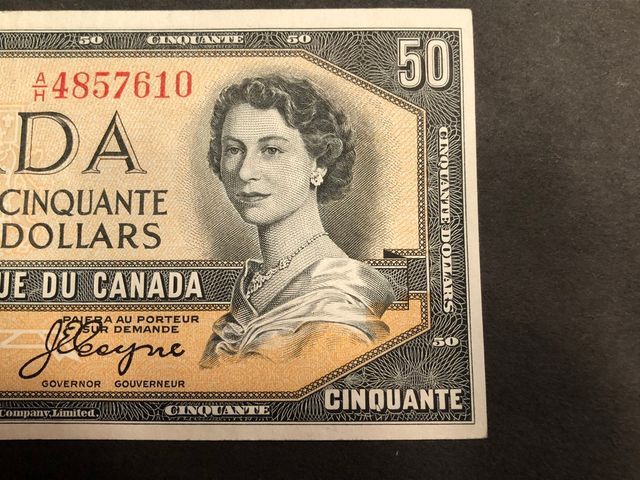 50 CINQUANTE 50
50
A/H 4857610
DA
CINQUANTE
DOLLARS
CINQUANTE DOLLARS
UE DU CANADA
PAIERA AU PORTEUR
SUR DEMANDE
J E Coyne
50
GOVERNOR GOUVERNEUR
CINQUANTE
Company, Limited. CINQUANTE